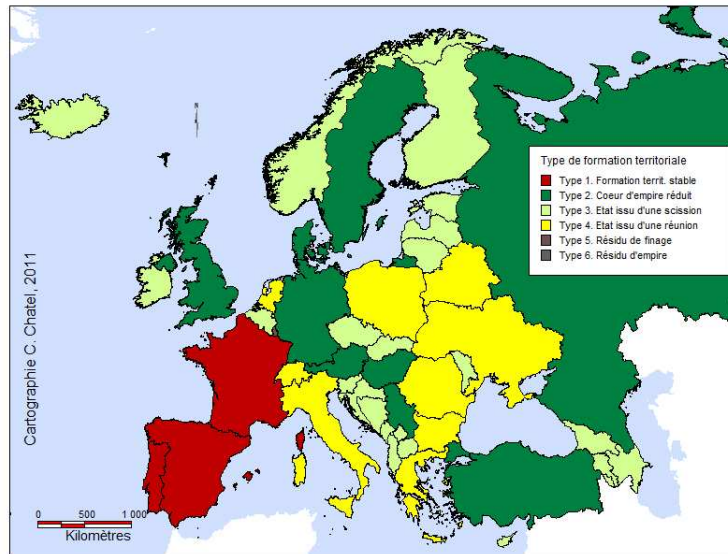 Type de formation territoriale
Type 1. Formation territ. stable
Type 2. Coeur d'empire réduit
Type 3. Etat issu d'une scission
Type 4. Etat issu d'une réunion
Type 5. Résidu de finage
Type 6. Résidu d'empire
Cartographie C. Chatel, 2011
0 500 1 000
Kilomètres